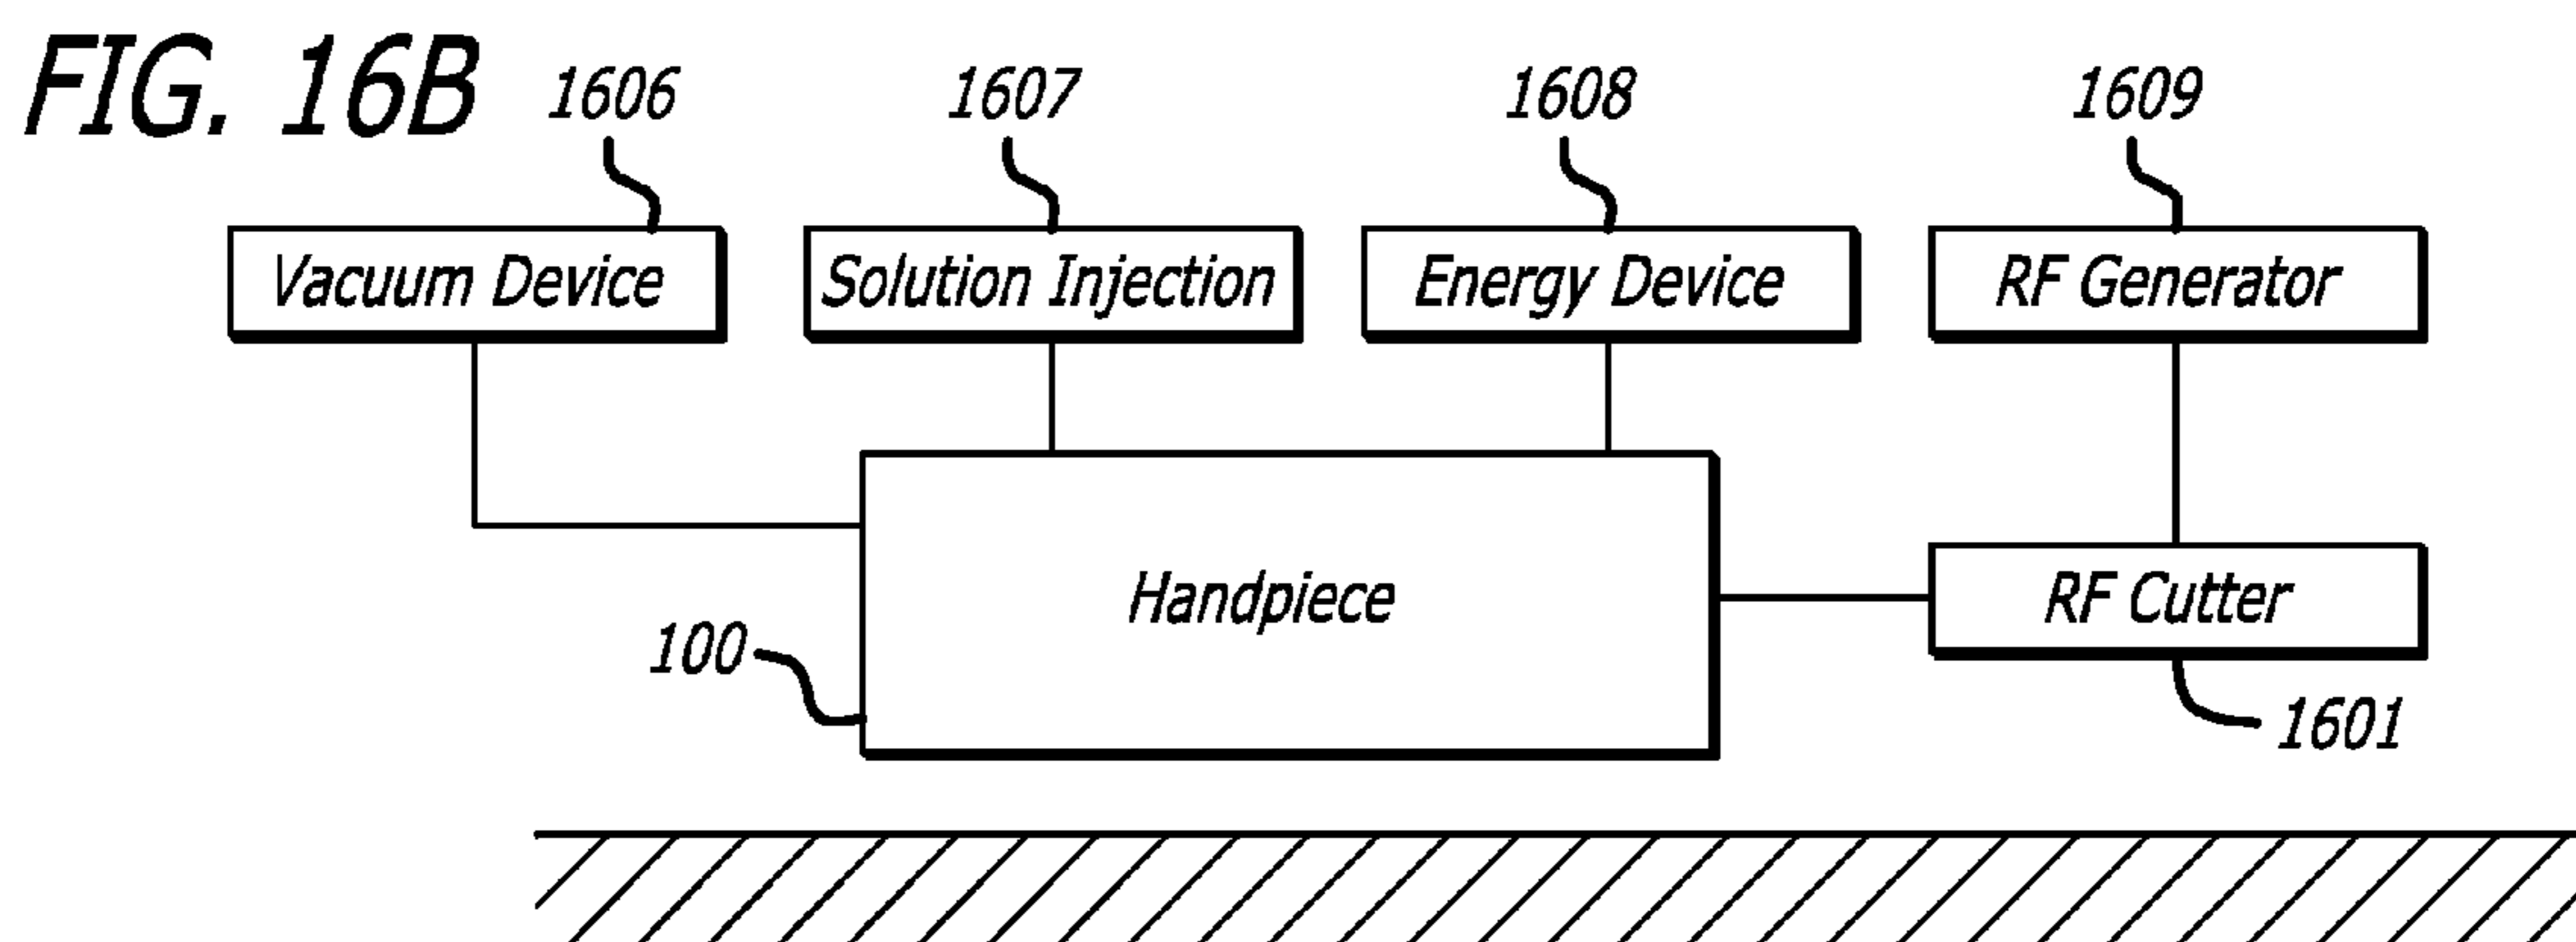 FIG. 16B
1606
1607
1608
1609
Vacuum Device
Solution Injection
Energy Device
RF Generator
Handpiece
RF Cutter
100
1601